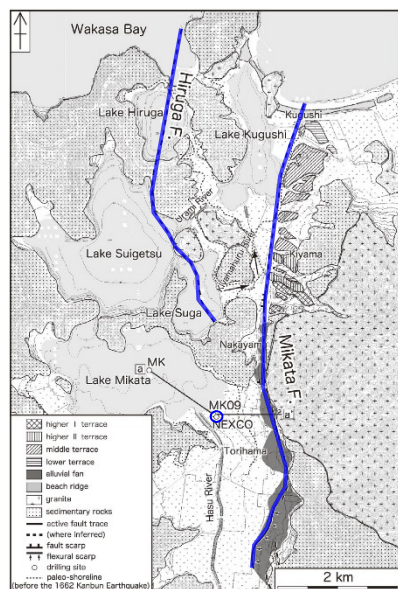 Wakasa Bay
Hiruga F.
Kugushi
Lake Hiruga
Lake Kugushi
Urami River
Kiyama
Lake Suigetsu
Lake Suga
Nakayama
Mikata F.
a MK
Lake Mikata
MK09
a'
NEXCO
Torihama
Hasu River
higher I terrace
higher II terrace
middle terrace
lower terrace
alluvial fan
beach ridge
granite
sedimentary rocks
active fault trace
(where inferred)
fault scarp
flexural scarp
drilling site
paleo-shoreline
(before the 1662 Kanbun Earthquake)
2 km